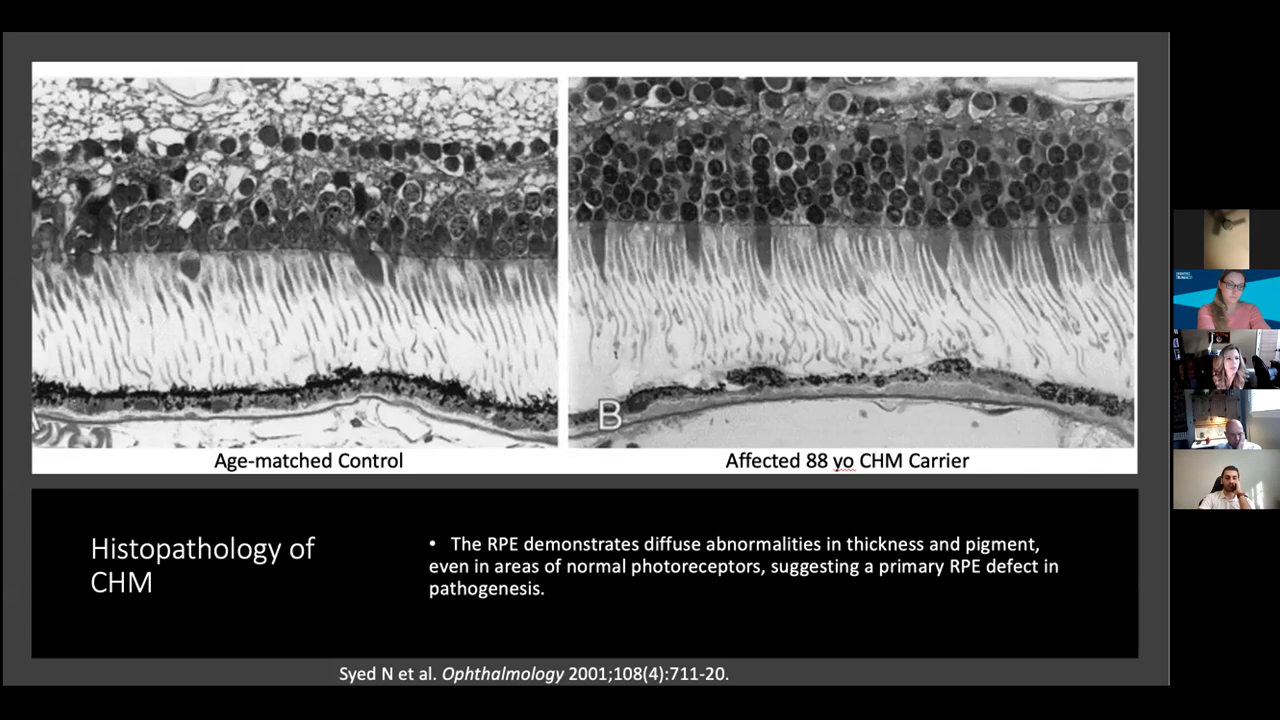 B
Age-matched Control
Affected 88 yo CHM Carrier
Histopathology of
CHM
• The RPE demonstrates diffuse abnormalities in thickness and pigment,
even in areas of normal photoreceptors, suggesting a primary RPE defect in
pathogenesis.
Syed N et al. Ophthalmology 2001;108(4):711-20.